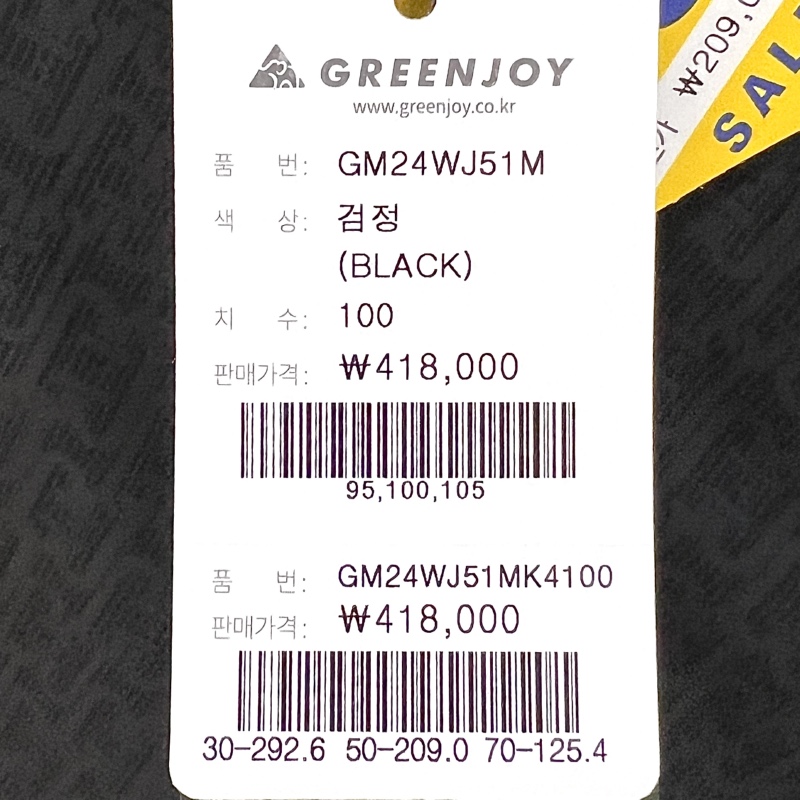 GREENJOY
www.greenjoy.co.kr
품 번: GM24WJ51M
색 상: 검정
(BLACK)
치 수: 100
판매가격: ₩418,000
95,100,105
품 번: GM24WJ51MK4100
판매가격: ₩418,000
30-292.6 50-209.0 70-125.4
₩209,0